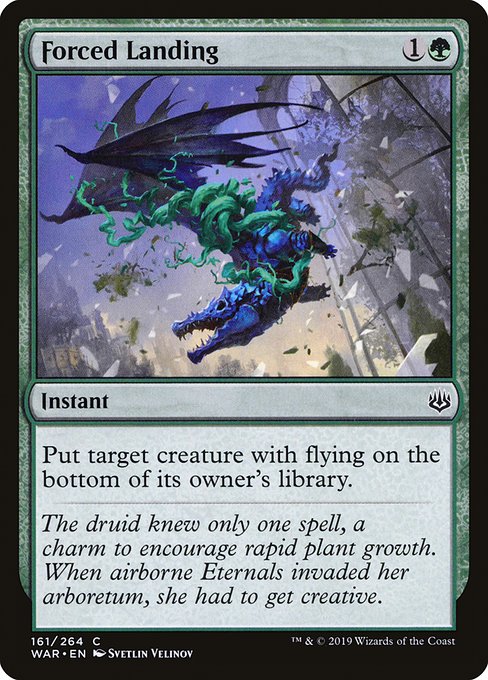 Forced Landing 1
Instant
Put target creature with flying on the
bottom of its owner's library.
The druid knew only one spell, a
charm to encourage rapid plant growth.
When airborne Eternals invaded her
arboretum, she had to get creative.
161/264 C
WAR • EN Svetlin Velinov
™ & © 2019 Wizards of the Coast